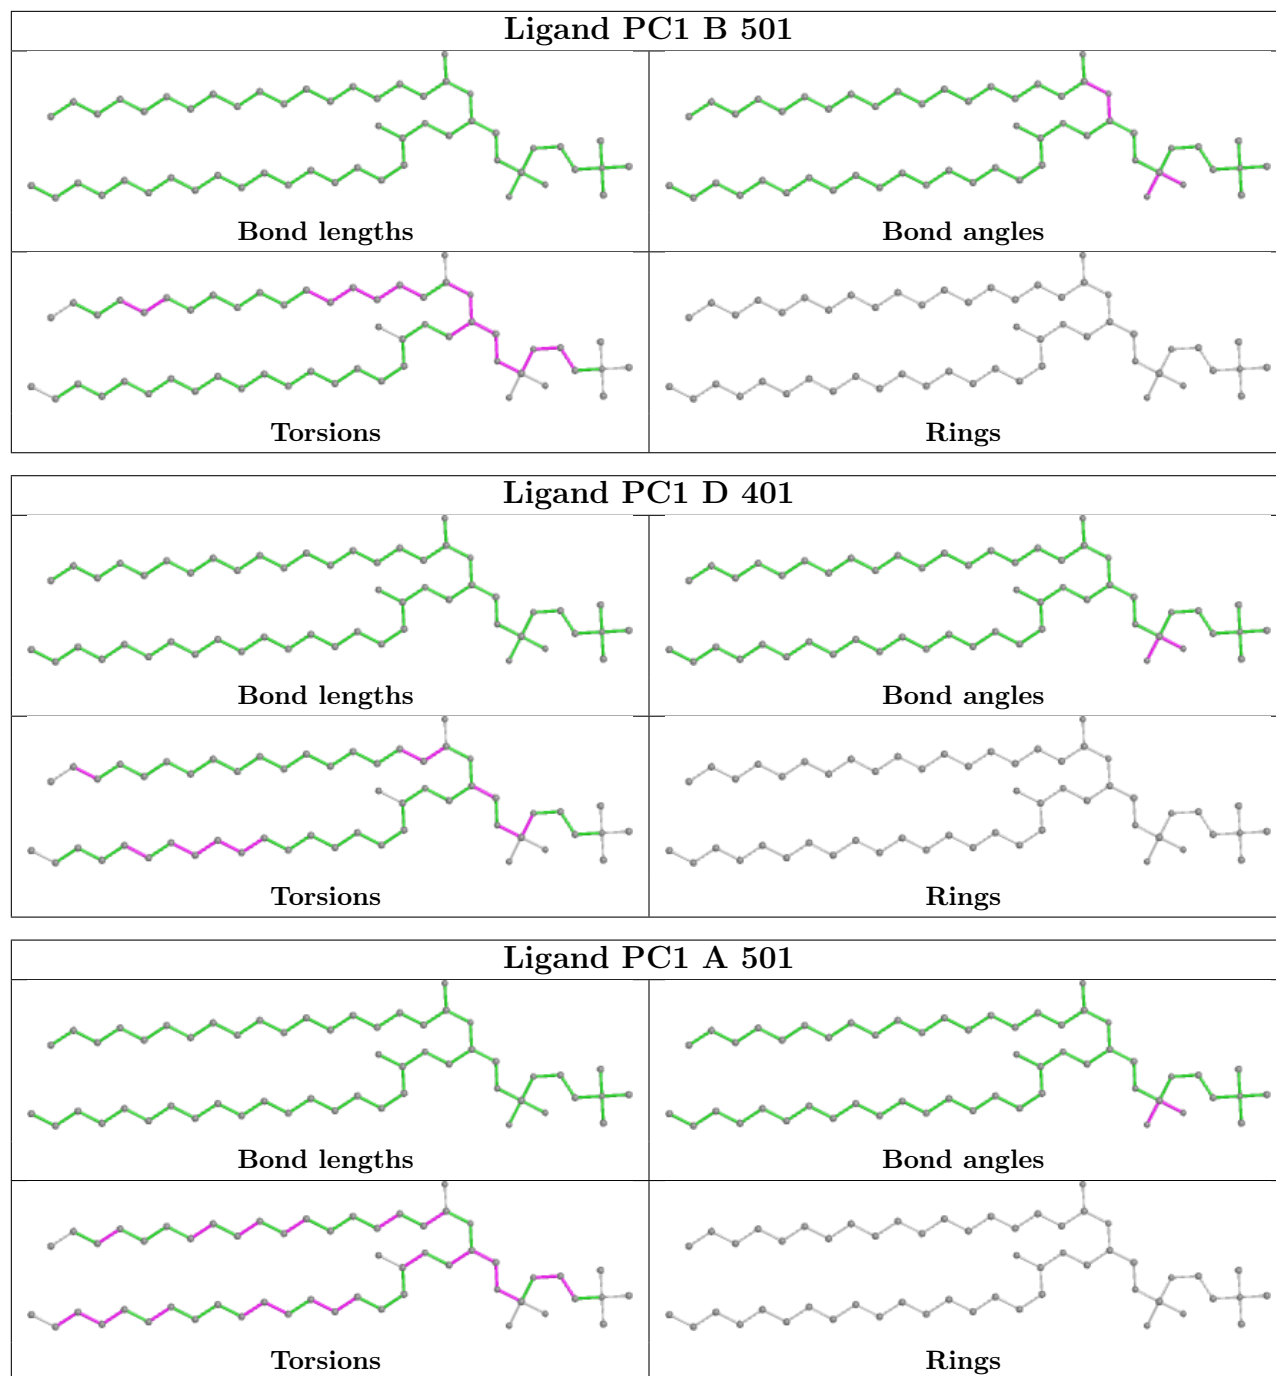 Ligand PC1 B 501
Bond lengths
Bond angles
Torsions
Rings
Ligand PC1 D 401
Bond lengths
Bond angles
Torsions
Rings
Ligand PC1 A 501
Bond lengths
Bond angles
Torsions
Rings